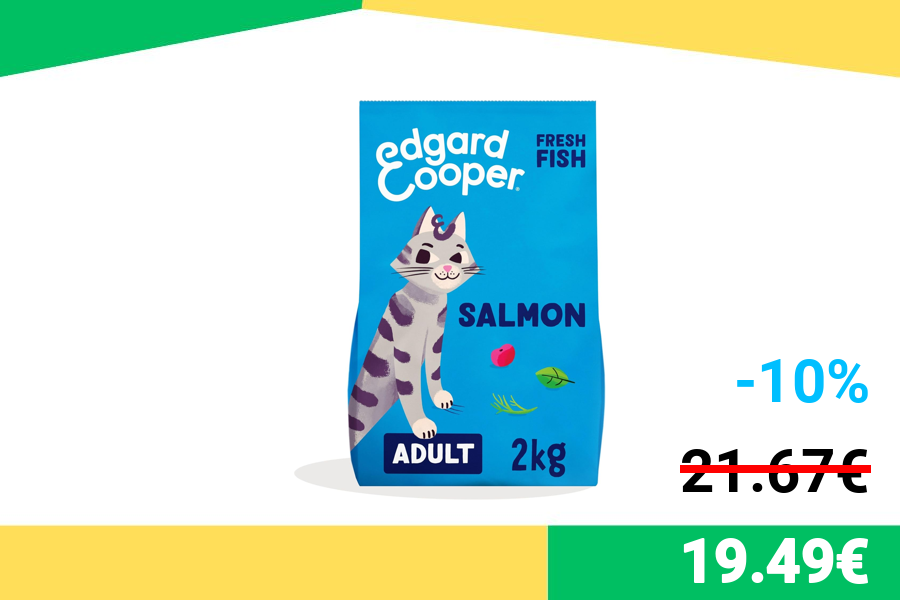 edgard
Cooper®
FRESH
FISH
SALMON
ADULT
2kg
-10%
21.67€
19.49€